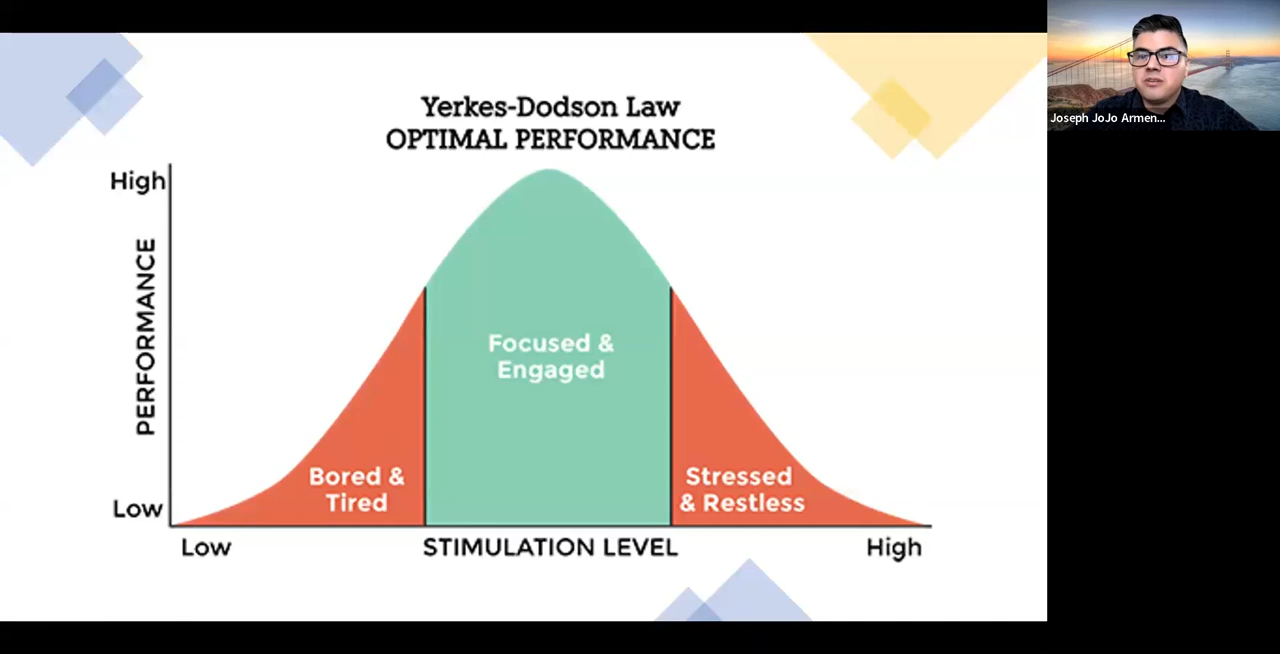 Yerkes-Dodson Law
OPTIMAL PERFORMANCE
High
PERFORMANCE
Focused &
Engaged
Bored &
Tired
Stressed
& Restless
Low
Low
STIMULATION LEVEL
High
Joseph JoJo Armen...